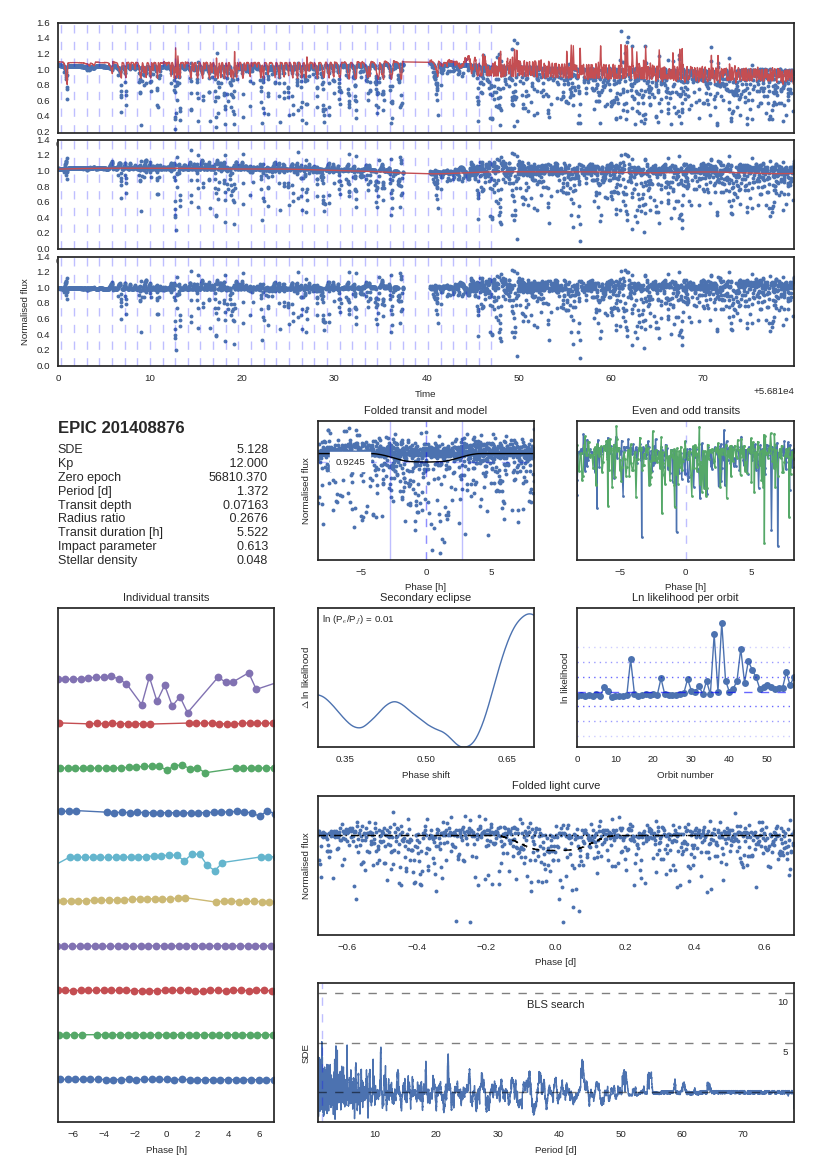 1.6
1.4
1.2
1.0
0.8
0.6
0.4
0.2
1.4
1.2
1.0
0.8
0.6
0.4
0.2
0.0
1.4
1.2
1.0
0.8
0.6
0.4
0.2
0.0
Normalised flux
0 10 20 30 40 50 60 70
Time
+5.681e4
EPIC 201408876
SDE 5.128
Kp 12.000
Zero epoch 56810.370
Period [d] 1.372
Transit depth 0.07163
Radius ratio 0.2676
Transit duration [h] 5.522
Impact parameter 0.613
Stellar density 0.048
Folded transit and model
0.9245
Normalised flux
−5 0 5
Phase [h]
Even and odd transits
−5 0 5
Phase [h]
Individual transits
−6 −4 −2 0 2 4 6
Phase [h]
Secondary eclipse
Δ ln likelihood
0.35 0.50 0.65
Phase shift
Ln likelihood per orbit
ln likelihood
0 10 20 30 40 50
Orbit number
Folded light curve
Normalised flux
−0.6 −0.4 −0.2 0.0 0.2 0.4 0.6
Phase [d]
BLS search
10
5
SDE
10 20 30 40 50 60 70
Period [d]